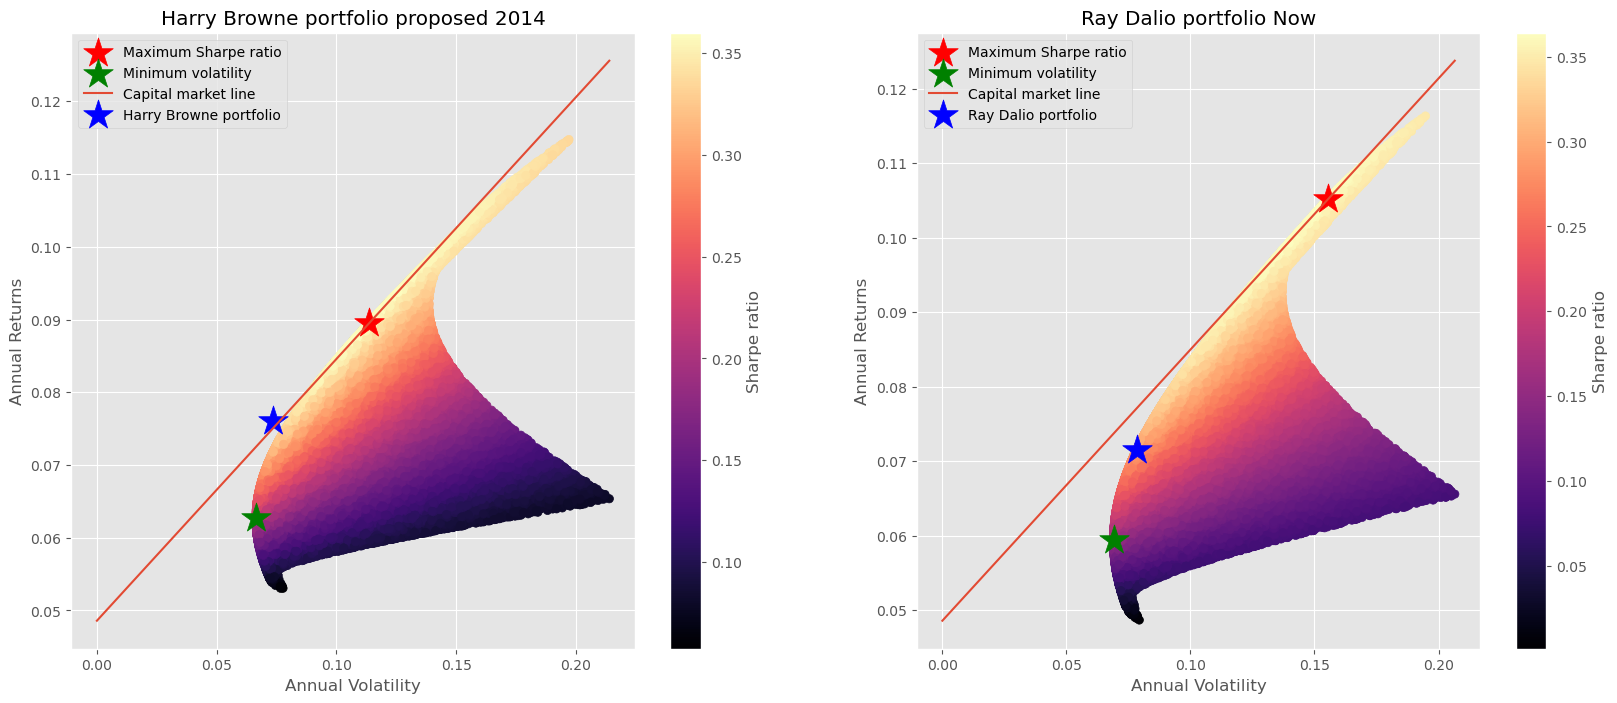 Harry Browne portfolio proposed 2014
Maximum Sharpe ratio
Minimum volatility
Capital market line
Harry Browne portfolio
0.12
0.11
0.10
0.09
0.08
0.07
0.06
0.05
Annual Returns
0.00
0.05
0.10
0.15
0.20
Annual Volatility
0.35
0.30
0.25
0.20
0.15
0.10
Sharpe ratio
Ray Dalio portfolio Now
Maximum Sharpe ratio
Minimum volatility
Capital market line
Ray Dalio portfolio
0.12
0.11
0.10
0.09
0.08
0.07
0.06
0.05
Annual Returns
0.00
0.05
0.10
0.15
0.20
Annual Volatility
0.35
0.30
0.25
0.20
0.15
0.10
0.05
Sharpe ratio